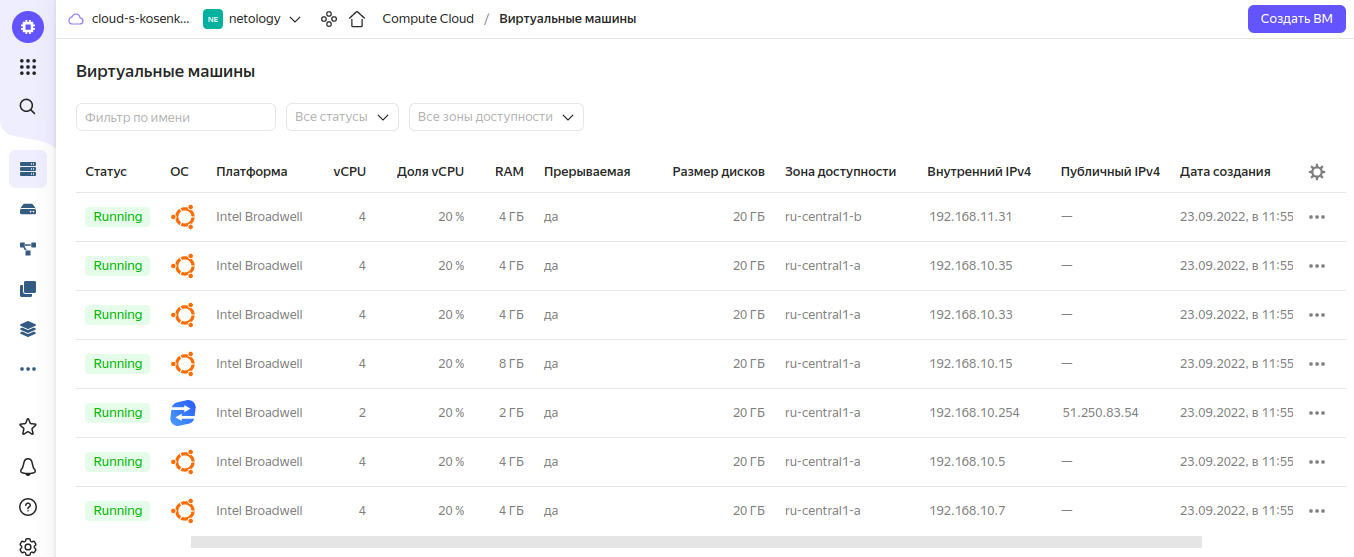 cloud-s-kosenk... NE netology Compute Cloud / Виртуальные машины Создать ВМ
Виртуальные машины
Фильтр по имени Все статусы Все зоны доступности
Статус ОС Платформа vCPU Доля vCPU RAM Прерываемая Размер дисков Зона доступности Внутренний IPv4 Публичный IPv4 Дата создания
Running Intel Broadwell 4 20 % 4 ГБ да 20 ГБ ru-central1-b 192.168.11.31 — 23.09.2022, в 11:55
Running Intel Broadwell 4 20 % 4 ГБ да 20 ГБ ru-central1-a 192.168.10.35 — 23.09.2022, в 11:55
Running Intel Broadwell 4 20 % 4 ГБ да 20 ГБ ru-central1-a 192.168.10.33 — 23.09.2022, в 11:55
Running Intel Broadwell 4 20 % 8 ГБ да 20 ГБ ru-central1-a 192.168.10.15 — 23.09.2022, в 11:55
Running Intel Broadwell 2 20 % 2 ГБ да 20 ГБ ru-central1-a 192.168.10.254 51.250.83.54 23.09.2022, в 11:55
Running Intel Broadwell 4 20 % 4 ГБ да 20 ГБ ru-central1-a 192.168.10.5 — 23.09.2022, в 11:55
Running Intel Broadwell 4 20 % 4 ГБ да 20 ГБ ru-central1-a 192.168.10.7 — 23.09.2022, в 11:55